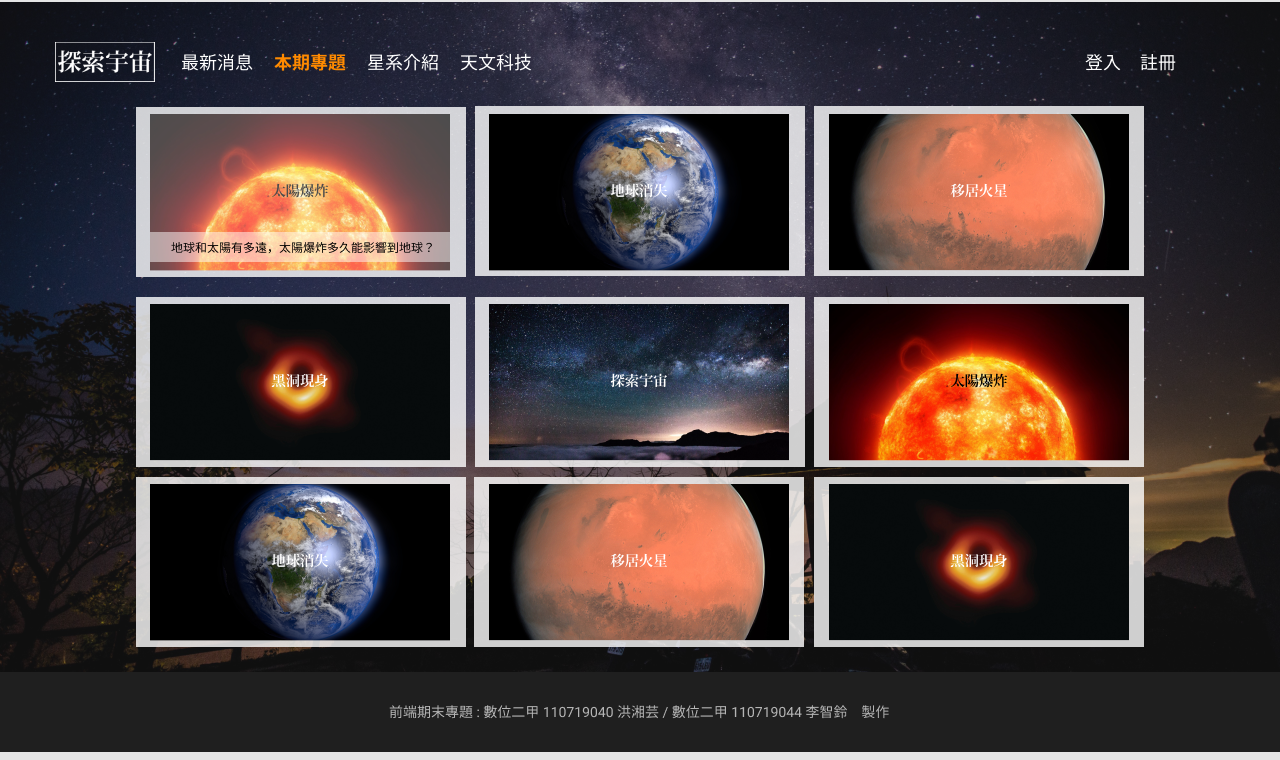 探索宇宙 最新消息 本期專題 星系介紹 天文科技 登入 註冊
太陽爆炸 地球消失 移居火星
地球和太陽有多遠，太陽爆炸多久能影響到地球？
黑洞現身 探索宇宙 太陽爆炸
地球消失 移居火星 黑洞現身
前端期末專題 : 數位二甲 110719040 洪湘芸 / 數位二甲 110719044 李智鈴　製作